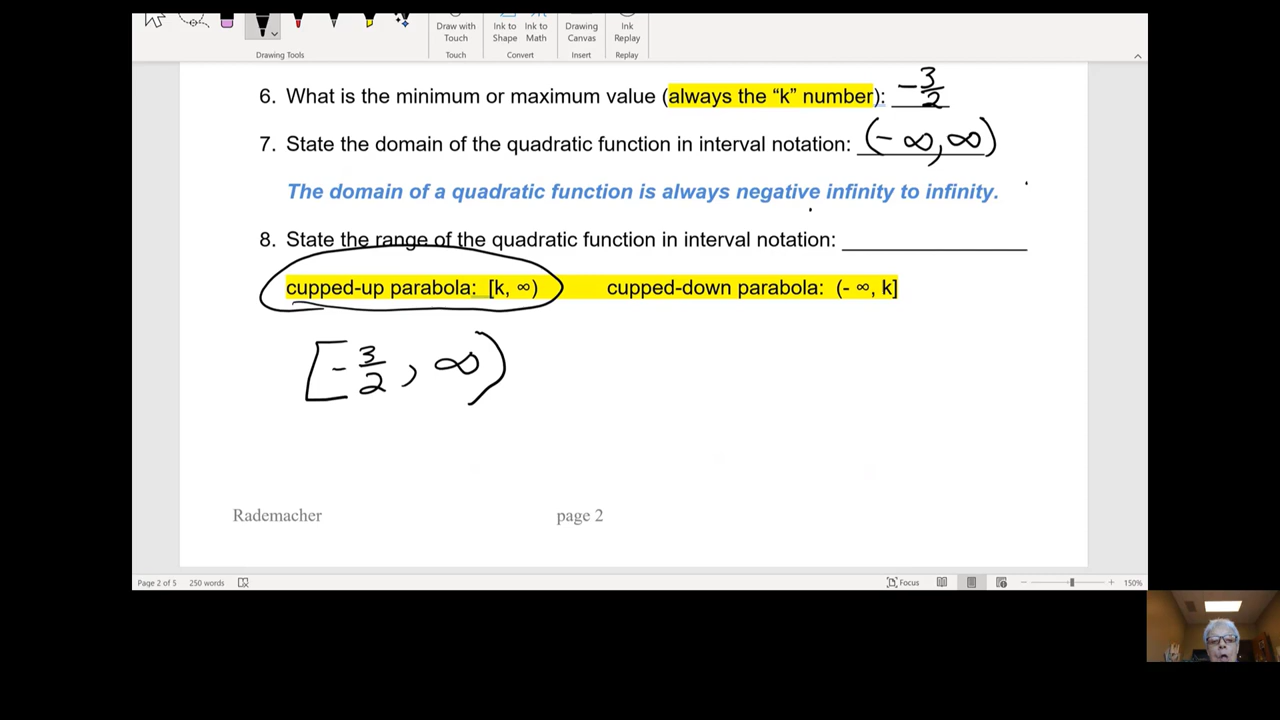 Draw with Ink to Ink to Drawing Ink
Touch Shape Math Canvas Replay
Drawing Tools Touch Convert Insert Replay
6. What is the minimum or maximum value (always the “k” number): -3/2
7. State the domain of the quadratic function in interval notation: (-∞,∞)
The domain of a quadratic function is always negative infinity to infinity.
8. State the range of the quadratic function in interval notation: ___
cupped-up parabola: [k, ∞) cupped-down parabola: (- ∞, k]
[-3/2, ∞)
Rademacher page 2
Page 2 of 5 250 words Focus 150%